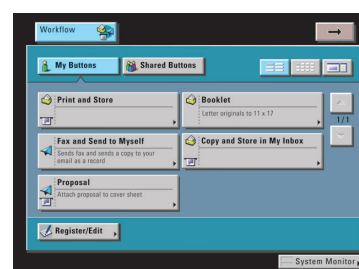 Workflow
My Buttons
Shared Buttons
Print and Store
Booklet
Letter originals to 11 x 17
1/1
Fax and Send to Myself
Sends fax and sends a copy to your
email as a record
Copy and Store in My Inbox
Proposal
Attach proposal to cover sheet
Register/Edit
System Monitor